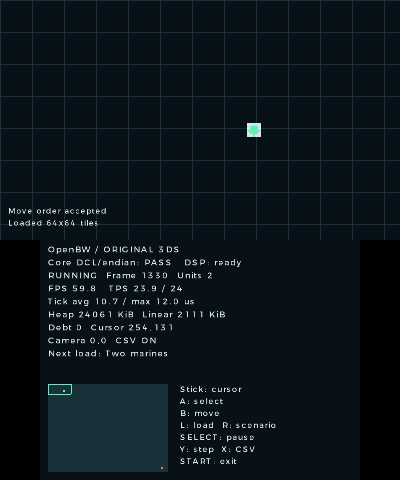 Move order accepted
Loaded 64x64 tiles
OpenBW / ORIGINAL 3DS
Core DCL/endian: PASS  DSP: ready
RUNNING  Frame 1330  Units 2
FPS 59.8  TPS 23.9 / 24
Tick avg 10.7 / max 12.0 us
Heap 24061 KiB  Linear 2111 KiB
Debt 0  Cursor 254,131
Camera 0,0  CSV ON
Next load: Two marines
Stick: cursor
A: select
B: move
L: load  R: scenario
SELECT: pause
Y: step  X: CSV
START: exit